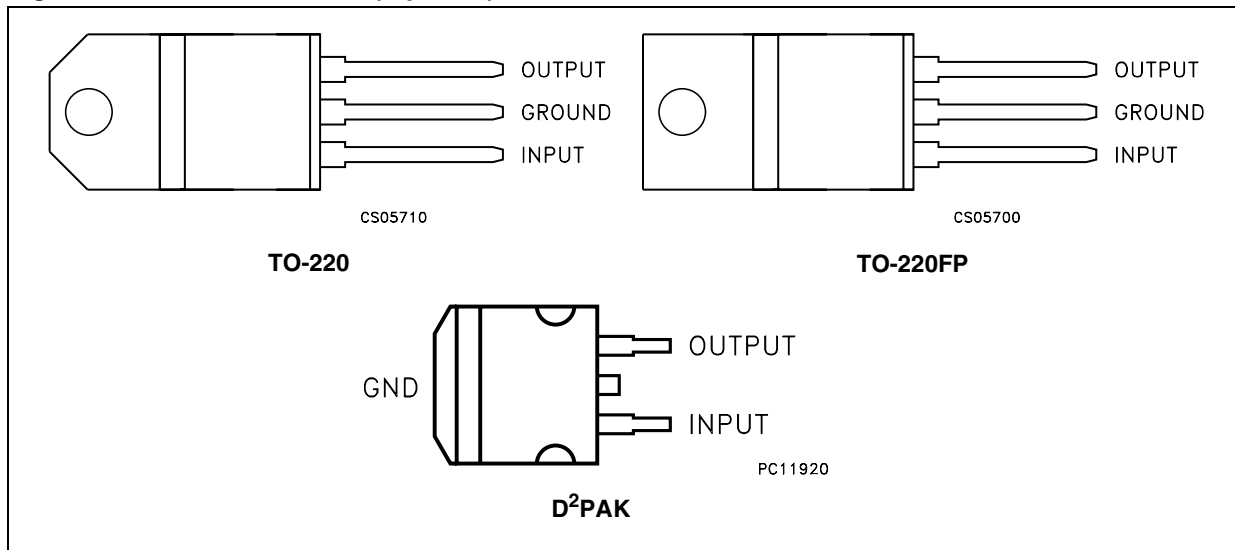 OUTPUT
GROUND
INPUT
CS05710
TO-220
OUTPUT
GROUND
INPUT
CS05700
TO-220FP
GND
OUTPUT
INPUT
PC11920
D²PAK